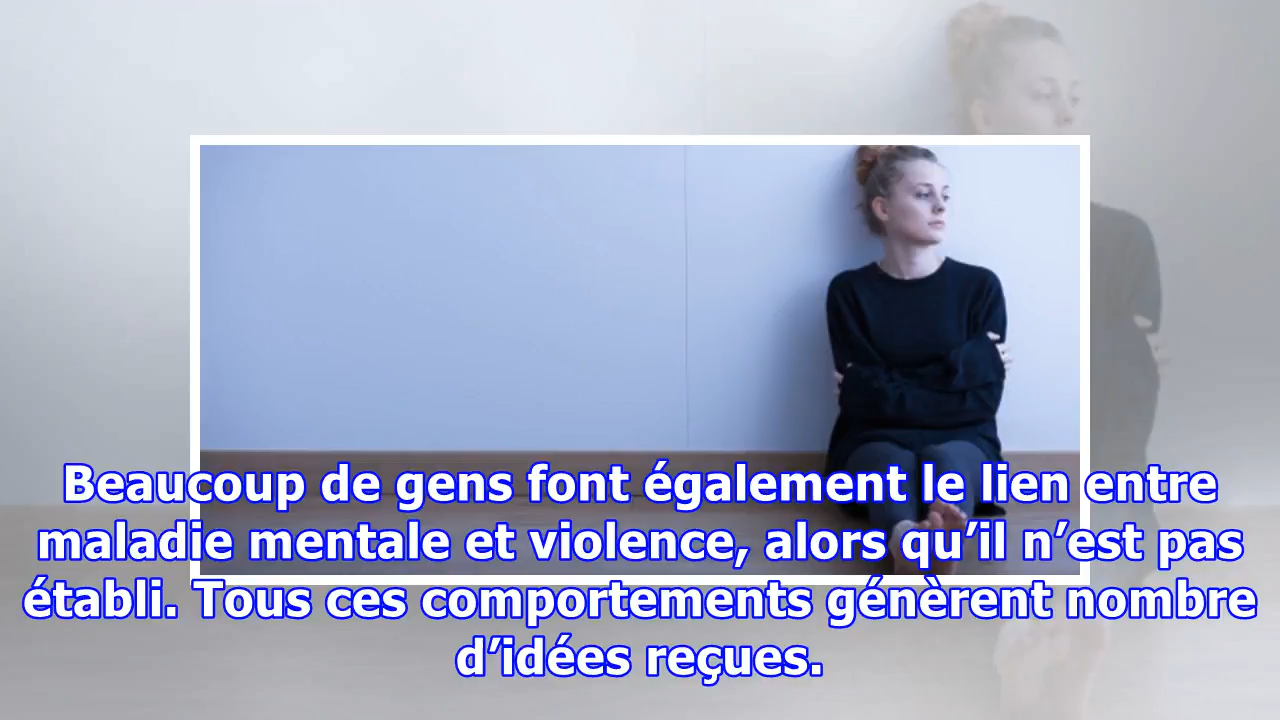 Beaucoup de gens font également le lien entre
maladie mentale et violence, alors qu’il n’est pas
établi. Tous ces comportements génèrent nombre
d’idées reçues.